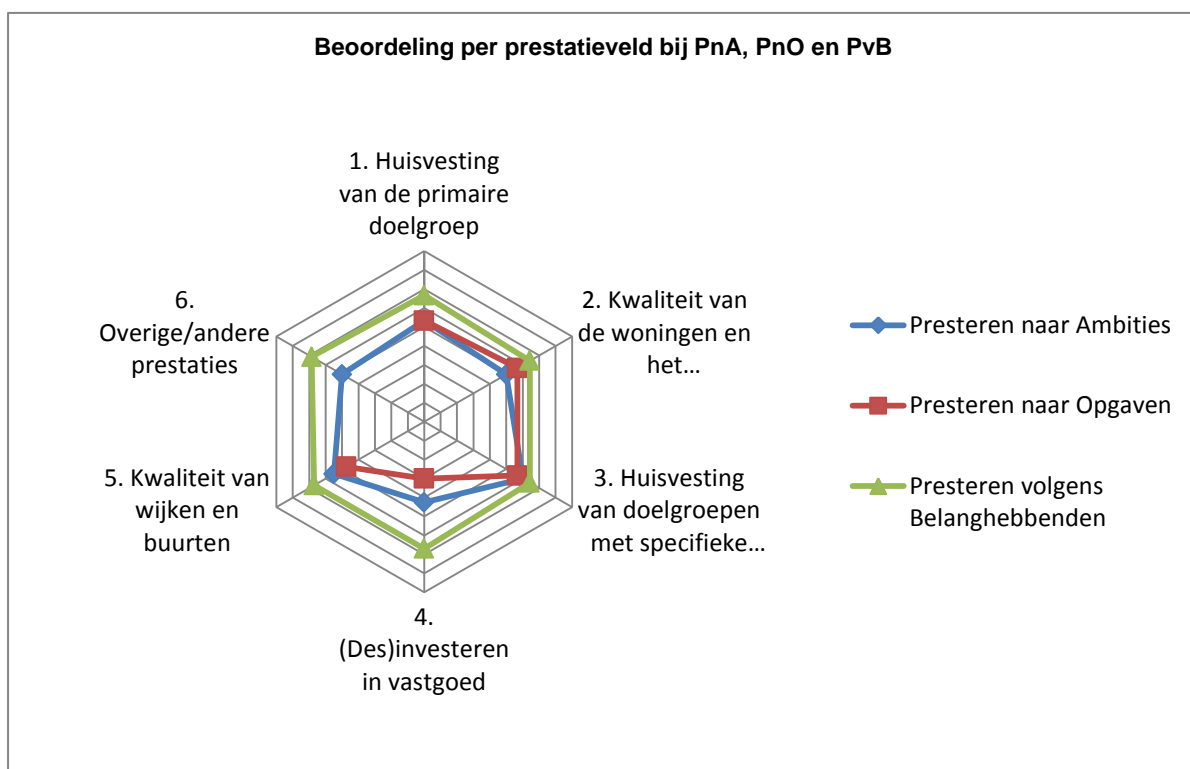 Beoordeling per prestatieveld bij PnA, PnO en PvB
1. Huisvesting
van de primaire
doelgroep
2. Kwaliteit van
de woningen en
het…
3. Huisvesting
van doelgroepen
met specifieke…
4.
(Des)investeren
in vastgoed
5. Kwaliteit van
wijken en
buurten
6.
Overige/andere
prestaties
Presteren naar Ambities
Presteren naar Opgaven
Presteren volgens
Belanghebbenden